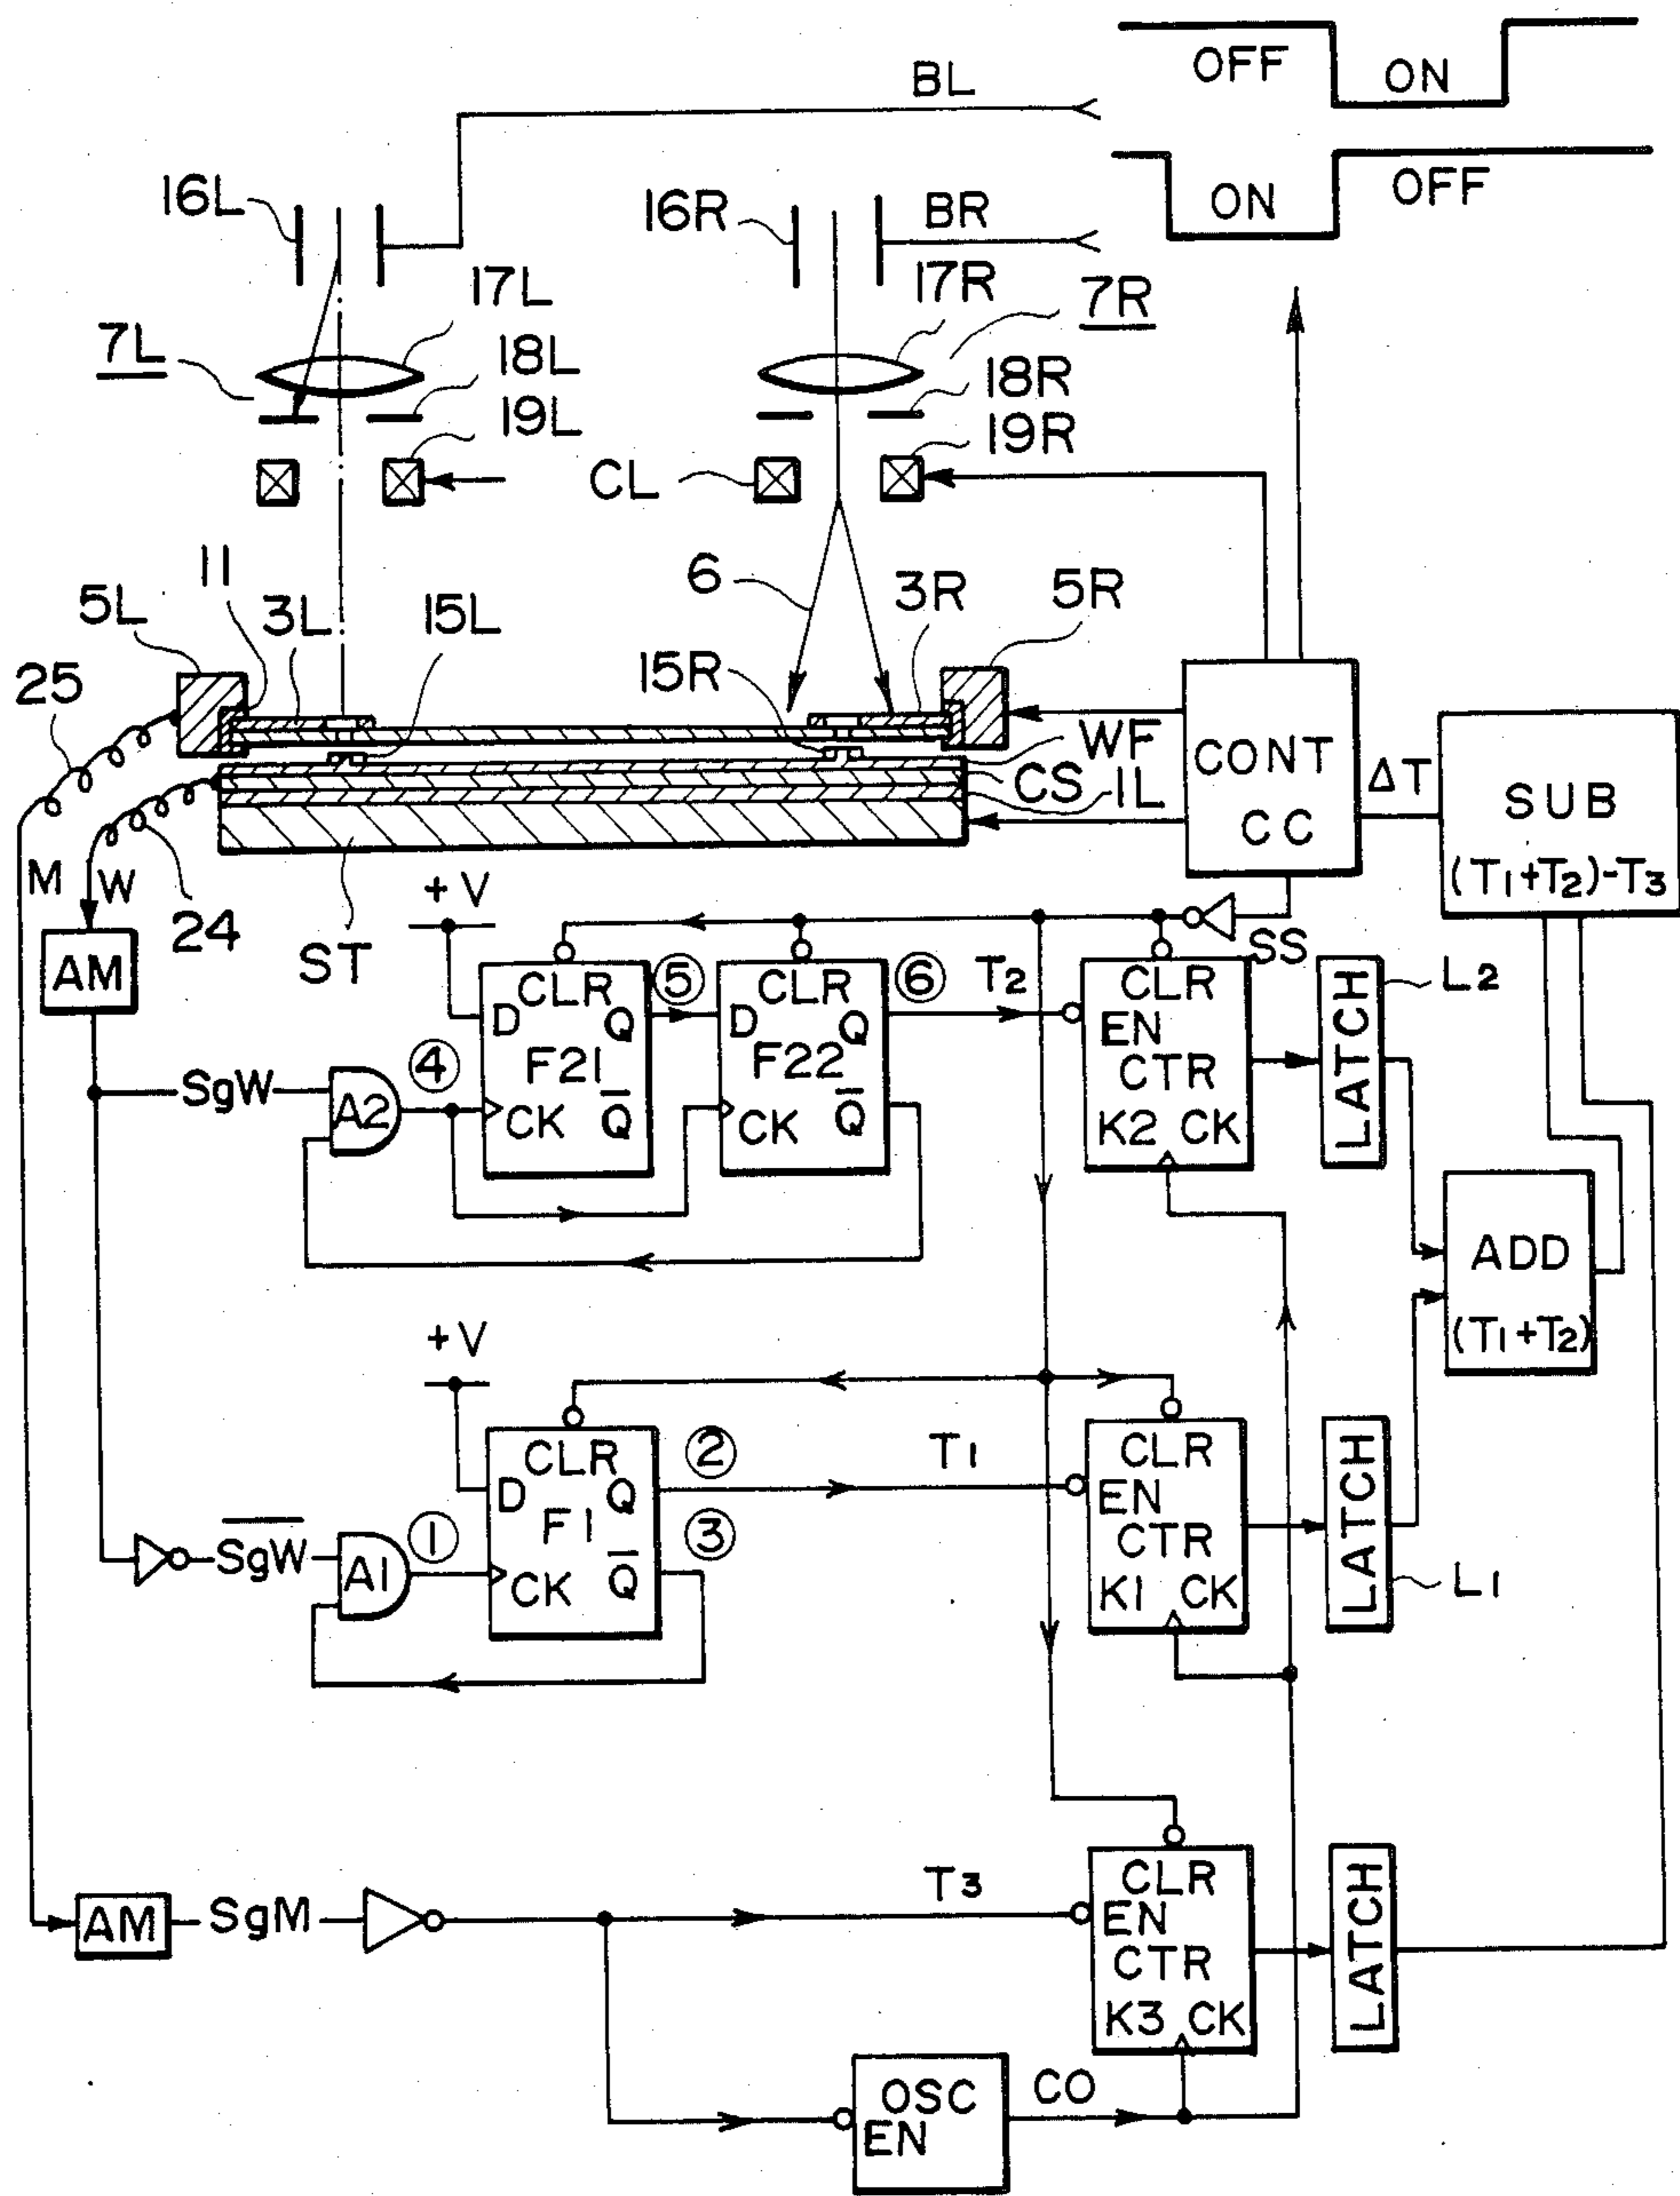 OFF
ON
BL
ON
OFF
16L
16R
BR
17L
17R
7R
7L
18L
18R
19L
19R
CL
11
6
5L
3L
15L
3R
5R
15R
25
WF
CS
IL
CONT
CC
ΔT
SUB
(T1+T2)-T3
M
W
24
+V
ST
SS
AM
CLR
⑤
CLR
⑥
T2
CLR
L2
D
Q
D
Q
EN
LATCH
F21
F22
CTR
④
SgW
A2
CK
Q̅
CK
Q̅
K2
CK
ADD
(T1+T2)
+V
CLR
②
T1
CLR
D
Q
EN
LATCH
F1
③
CTR
①
S̅g̅W̅
A1
CK
Q̅
K1
CK
L1
T3
CLR
AM
SgM
EN
LATCH
CTR
K3
CK
OSC
EN
CO